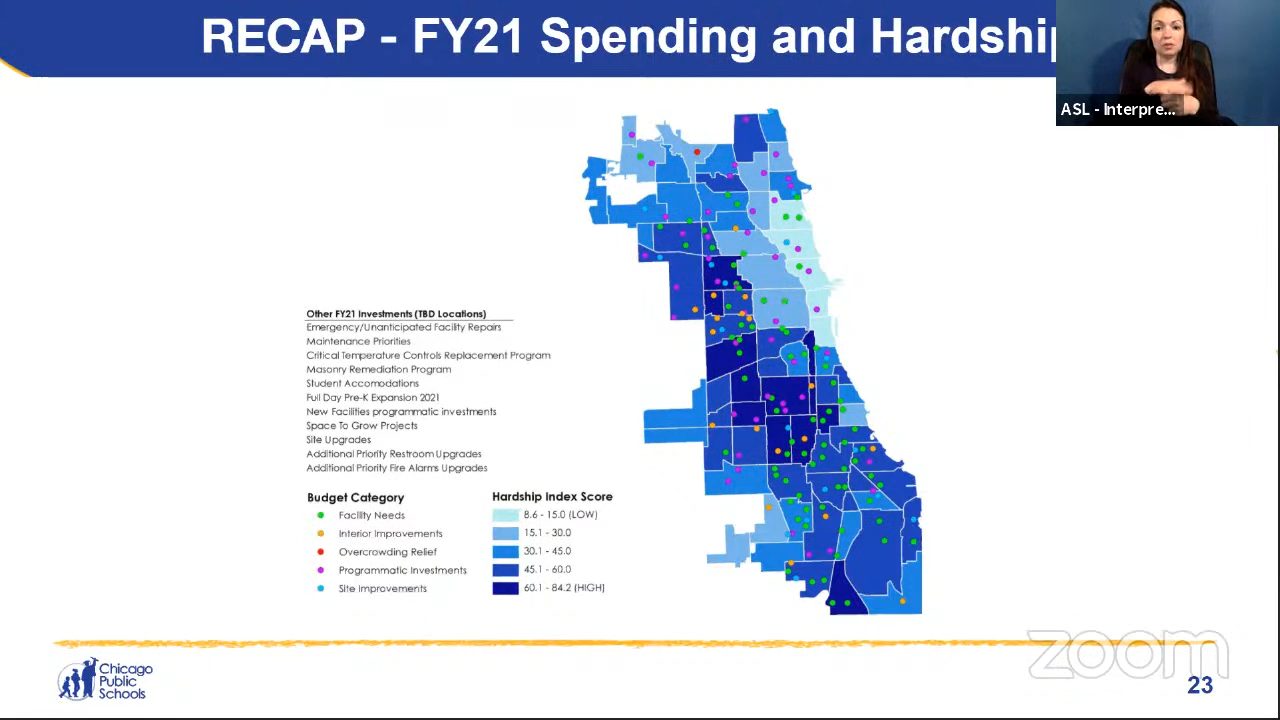 RECAP - FY21 Spending and Hardship
ASL - Interpre...
Other FY21 Investments (TBD Locations)
Emergency/Unanticipated Facility Repairs
Maintenance Priorities
Critical Temperature Controls Replacement Program
Masonry Remediation Program
Student Accomodations
Full Day Pre-K Expansion 2021
New Facilities programmatic investments
Space To Grow Projects
Site Upgrades
Additional Priority Restroom Upgrades
Additional Priority Fire Alarms Upgrades
Budget Category
Facility Needs
Interior Improvements
Overcrowding Relief
Programmatic Investments
Site Improvements
Hardship Index Score
8.6 - 15.0 (LOW)
15.1 - 30.0
30.1 - 45.0
45.1 - 60.0
60.1 - 84.2 (HIGH)
Chicago
Public
Schools
zoom
23